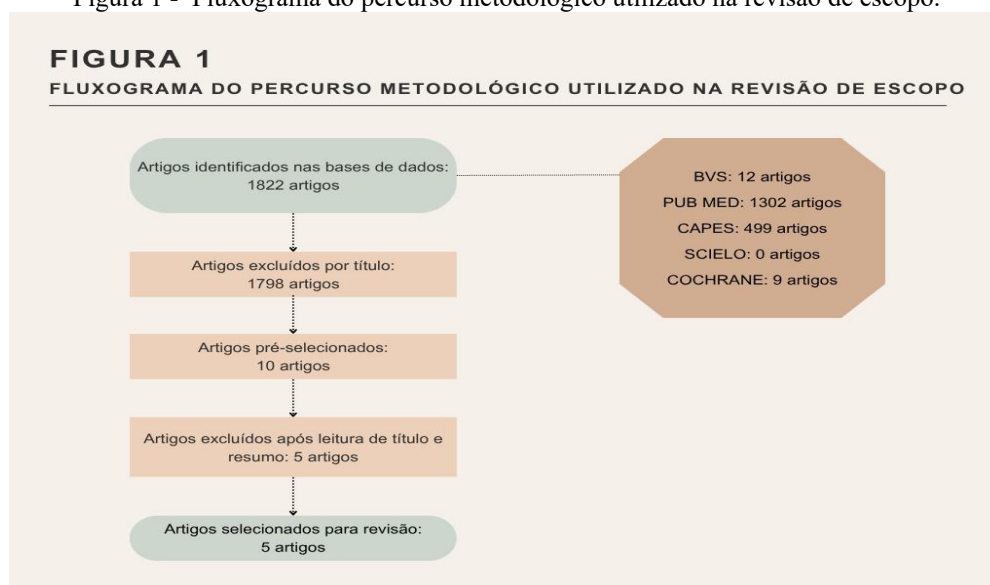 Figura 1 - Fluxograma do percurso metodológico utilizado na revisão de escopo.
FIGURA 1
FLUXOGRAMA DO PERCURSO METODOLÓGICO UTILIZADO NA REVISÃO DE ESCOPO
Artigos identificados nas bases de dados:
1822 artigos
BVS: 12 artigos
PUB MED: 1302 artigos
CAPES: 499 artigos
SCIELO: 0 artigos
COCHRANE: 9 artigos
Artigos excluídos por título:
1798 artigos
Artigos pré-selecionados:
10 artigos
Artigos excluídos após leitura de título e
resumo: 5 artigos
Artigos selecionados para revisão:
5 artigos